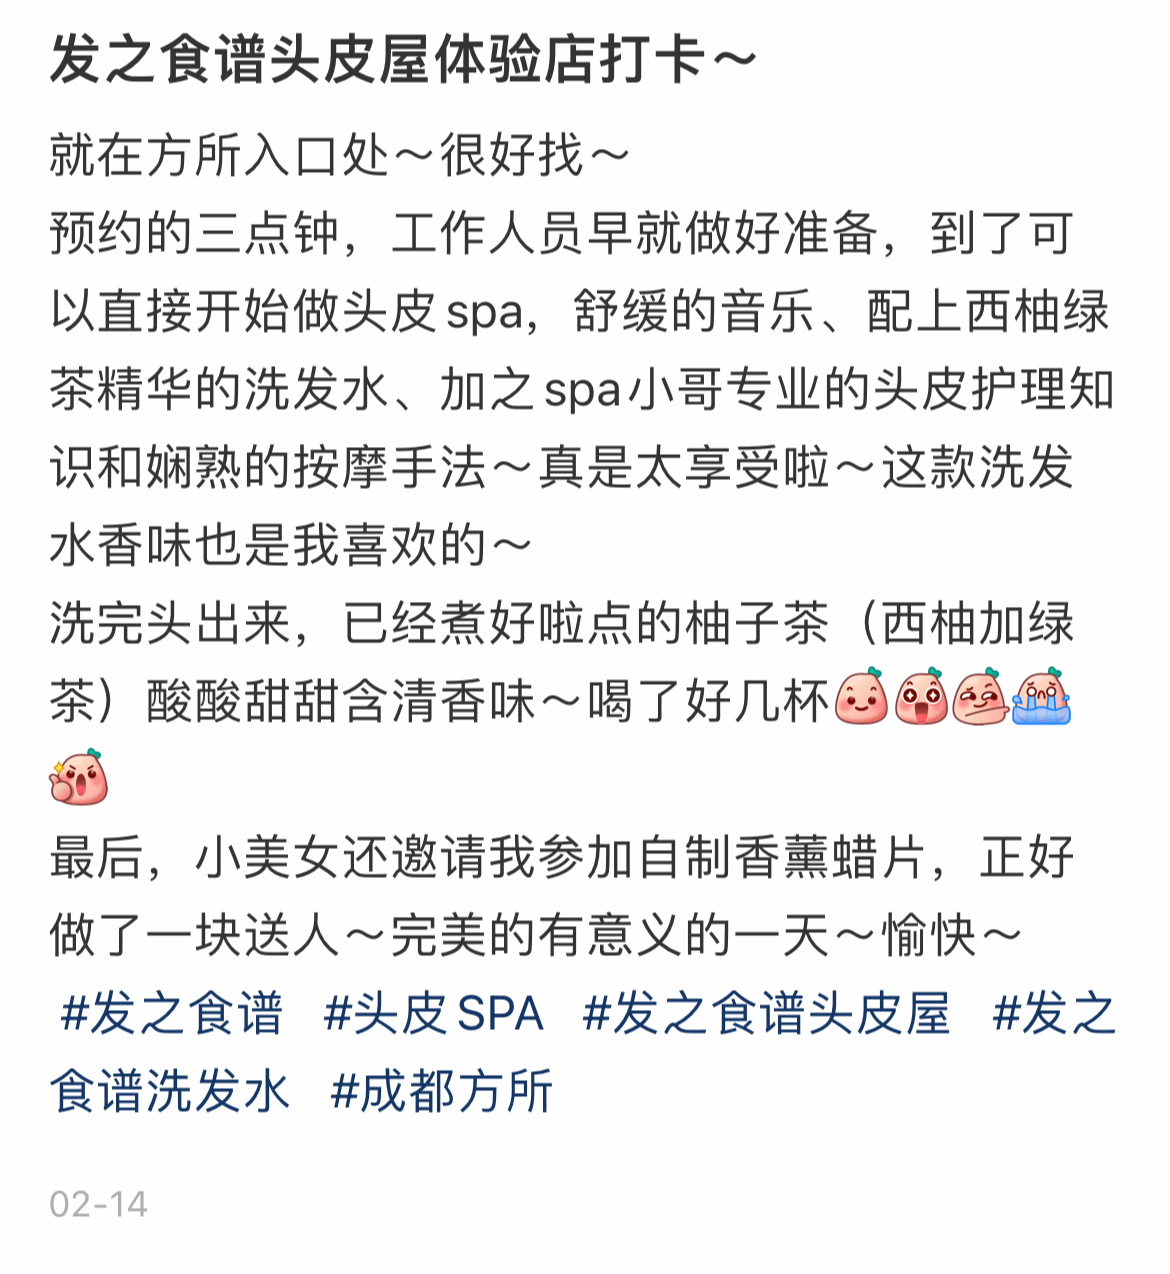 发之食谱头皮屋体验店打卡～
就在方所入口处～很好找～
预约的三点钟，工作人员早就做好准备，到了可
以直接开始做头皮spa，舒缓的音乐、配上西柚绿
茶精华的洗发水、加之spa小哥专业的头皮护理知
识和娴熟的按摩手法～真是太享受啦～这款洗发
水香味也是我喜欢的～
洗完头出来，已经煮好啦点的柚子茶（西柚加绿
茶）酸酸甜甜含清香味～喝了好几杯
最后，小美女还邀请我参加自制香薰蜡片，正好
做了一块送人～完美的有意义的一天～愉快～
#发之食谱 #头皮SPA #发之食谱头皮屋 #发之
食谱洗发水 #成都方所
02-14